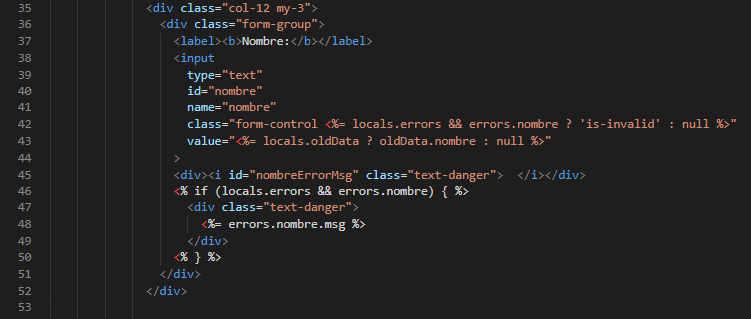 35 <div class="col-12 my-3">
36 <div class="form-group">
37 <label><b>Nombre:</b></label>
38 <input
39 type="text"
40 id="nombre"
41 name="nombre"
42 class="form-control <%= locals.errors && errors.nombre ? 'is-invalid' : null %>"
43 value="<%= locals.oldData ? oldData.nombre : null %>"
44 >
45 <div><i id="nombreErrorMsg" class="text-danger">  </i></div>
46 <% if (locals.errors && errors.nombre) { %>
47 <div class="text-danger">
48 <%= errors.nombre.msg %>
49 </div>
50 <% } %>
51 </div>
52 </div>
53